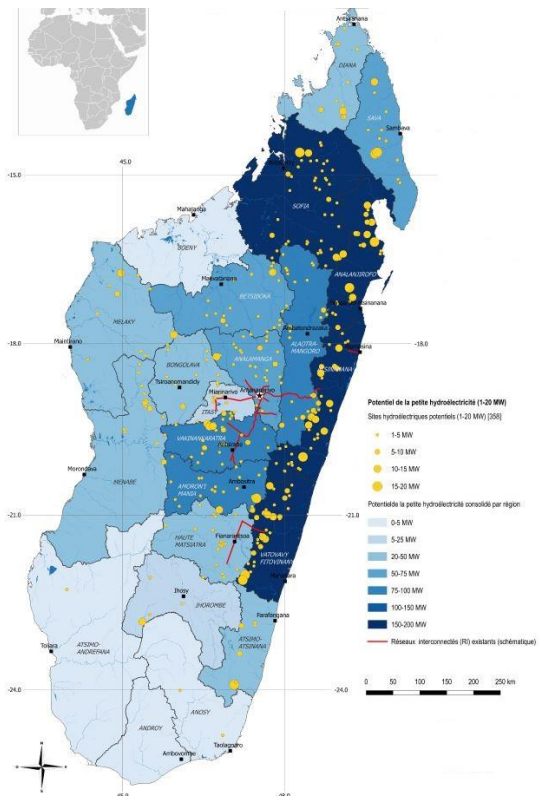 Antsiranana
DIANA
SAVA
Sambava
45.0
-15.0
SOFIA
Mahajanga
BOENY
ANALANJIROFO
Maevatanana
BETSIBOKA
MELAKY
Ambatondrazaka
-18.0
-18.0
Maintirano
ALAOTRA-
MANGORO
ANALAMANGA
BONGOLAVA
Tsiroanomandidy
Miarinarivo
ITASY
VAKINANKARATRA
Morondava
MENABE
AMORON'I
MANIA
Ambositra
-21.0
-21.0
HAUTE
MATSIATRA
Fianarantsoa
VATOVAVY
FITOVINANY
Manakara
Ihosy
IHOROMBE
Farafangana
Toliara
ATSIMO-
ANDREFANA
ATSIMO-
ATSINANA
-24.0
-24.0
ANOSY
ANDROY
Taolagnaro
Ambovombe
45.0
48.0
Potentiel de la petite hydroélectricité (1-20 MW)
Sites hydroélectriques potentiels (1-20 MW) [358]
1-5 MW
5-10 MW
10-15 MW
15-20 MW
Potentielde la petite hydroélectricité consolidé par région
0-5 MW
5-25 MW
20-50 MW
50-75 MW
75-100 MW
100-150 MW
150-200 MW
Réseaux interconnectés (RI) existants (schématique)
0 50 100 150 200 250 km